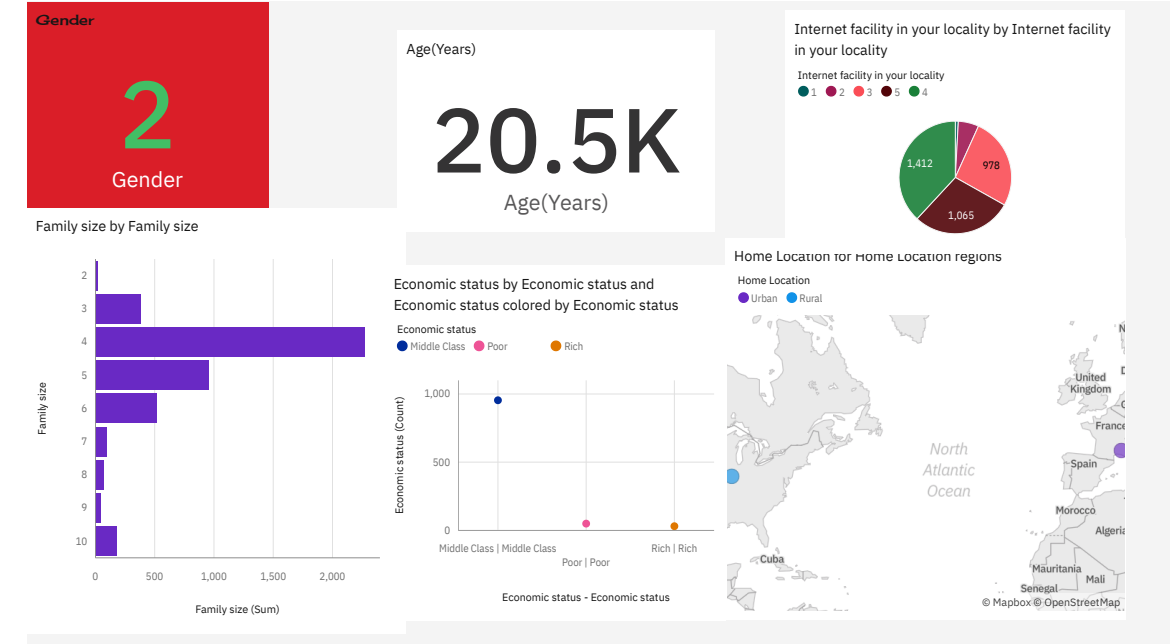 Gender
2
Gender
Age(Years)
20.5K
Age(Years)
Internet facility in your locality by Internet facility
in your locality
Internet facility in your locality
1 2 3 5 4
1,412
978
1,065
Family size by Family size
Family size
2
3
4
5
6
7
8
9
10
0 500 1,000 1,500 2,000
Family size (Sum)
Economic status by Economic status and
Economic status colored by Economic status
Economic status
Middle Class Poor Rich
Economic status (Count)
1,000
500
0
Middle Class | Middle Class
Poor | Poor
Rich | Rich
Economic status - Economic status
Home Location for Home Location regions
Home Location
Urban Rural
United
Kingdom
France
Spain
North
Atlantic
Ocean
Morocco
Algeria
Cuba
Mauritania
Mali
Senegal
© Mapbox © OpenStreetMap